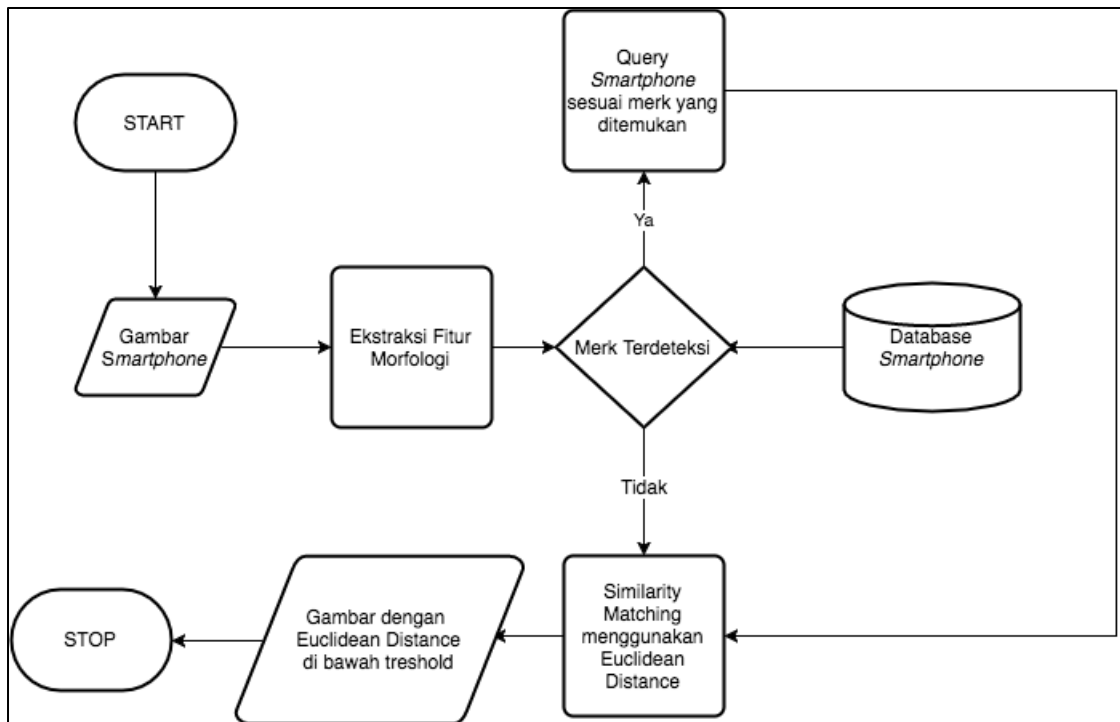 START
Gambar
Smartphone
Ekstraksi Fitur
Morfologi
Merk Terdeteksi
Ya
Query
Smartphone
sesuai merk yang
ditemukan
Database
Smartphone
Tidak
Similarity
Matching
menggunakan
Euclidean
Distance
Gambar dengan
Euclidean Distance
di bawah treshold
STOP